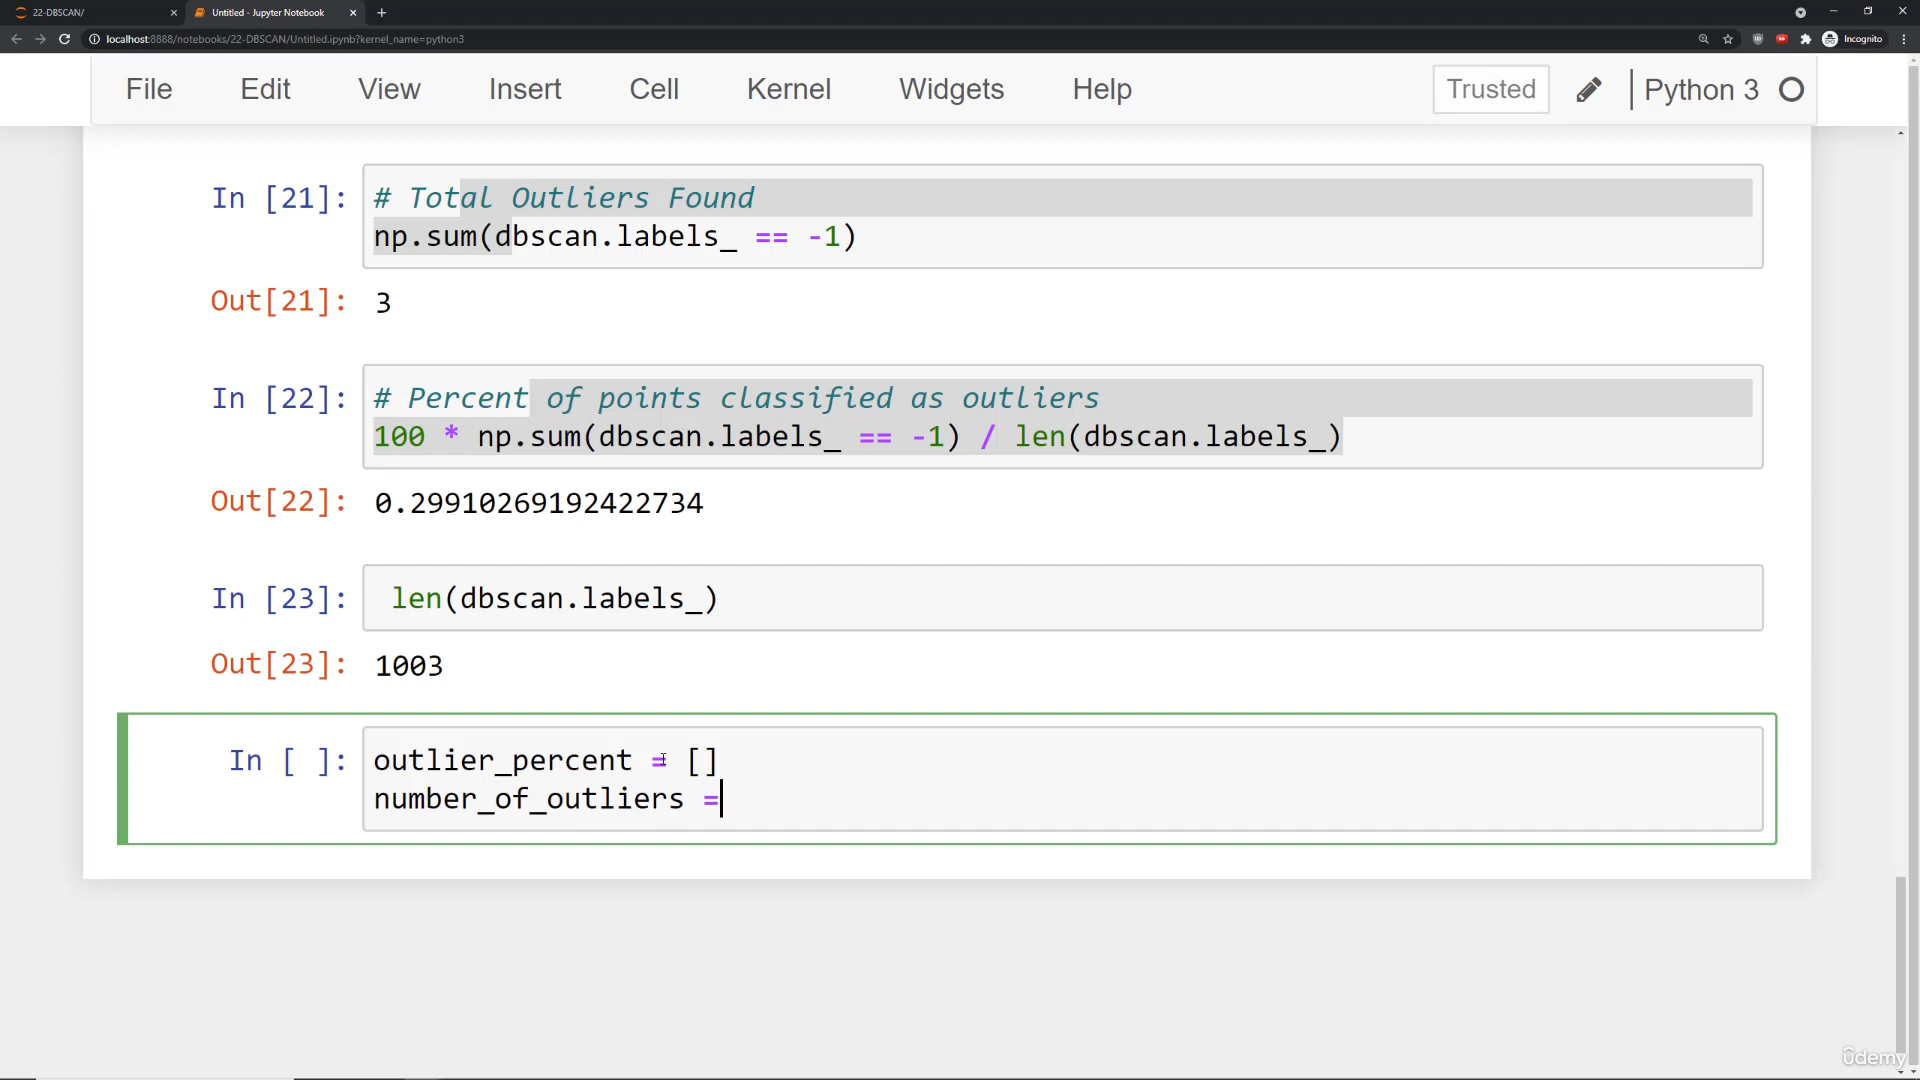 22-DBSCAN/
Untitled - Jupyter Notebook
localhost:8888/notebooks/22-DBSCAN/Untitled.ipynb?kernel_name=python3
Incognito
File Edit View Insert Cell Kernel Widgets Help Trusted Python 3
In [21]: # Total Outliers Found
np.sum(dbscan.labels_ == -1)
Out[21]: 3
In [22]: # Percent of points classified as outliers
100 * np.sum(dbscan.labels_ == -1) / len(dbscan.labels_)
Out[22]: 0.29910269192422734
In [23]: len(dbscan.labels_)
Out[23]: 1003
In [ ]: outlier_percent = []
number_of_outliers =
ûdemy